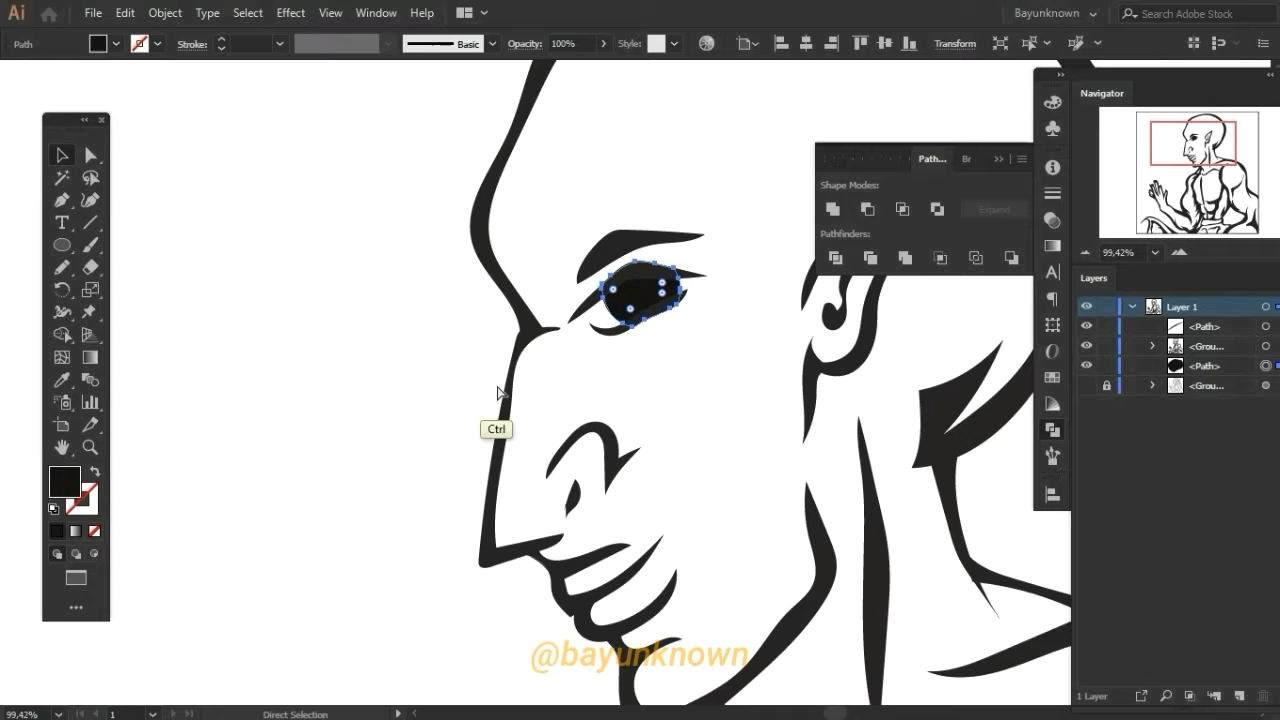 Ai File Edit Object Type Select Effect View Window Help Bayunknown Search Adobe Stock
Path Stroke: Basic Opacity: 100% Style: Transform
Navigator
Path... Br
Shape Modes:
Expand
Pathfinders:
99,42%
Layers
Layer 1
<Path>
<Grou...
<Path>
<Grou...
Ctrl
@bayunknown
1 Layer
99,42% 1 Direct Selection